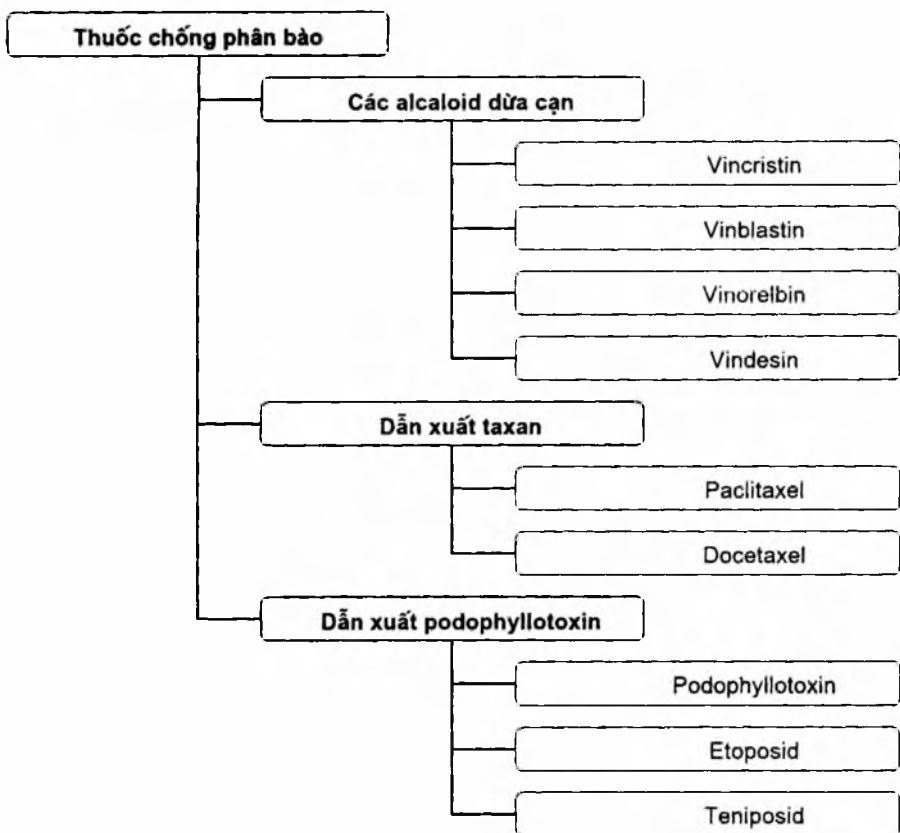 Thuốc chống phân bào
Các alcaloid dừa cạn
Vincristin
Vinblastin
Vinorelbin
Vindesin
Dẫn xuất taxan
Paclitaxel
Docetaxel
Dẫn xuất podophyllotoxin
Podophyllotoxin
Etoposid
Teniposid